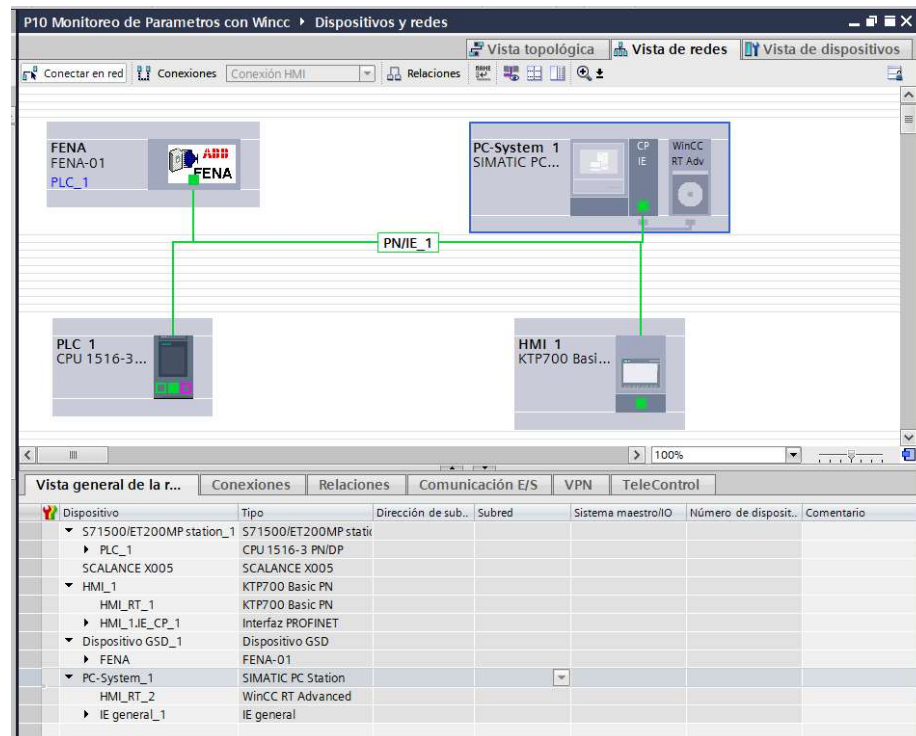 P10 Monitoreo de Parametros con Wincc ▸ Dispositivos y redes
Vista topológica Vista de redes Vista de dispositivos
Conectar en red Conexiones Conexión HMI Relaciones
FENA
FENA-01
PLC_1
ABB
FENA
PC-System_1
SIMATIC PC...
CP
IE
WinCC
RT Adv
PN/IE_1
PLC_1
CPU 1516-3...
HMI_1
KTP700 Basi...
100%
Vista general de la r... Conexiones Relaciones Comunicación E/S VPN TeleControl
Dispositivo Tipo Dirección de sub.. Subred Sistema maestro/IO Número de disposit.. Comentario
S71500/ET200MP station_1 S71500/ET200MP static
PLC_1 CPU 1516-3 PN/DP
SCALANCE X005 SCALANCE X005
HMI_1 KTP700 Basic PN
HMI_RT_1 KTP700 Basic PN
HMI_1.IE_CP_1 Interfaz PROFINET
Dispositivo GSD_1 Dispositivo GSD
FENA FENA-01
PC-System_1 SIMATIC PC Station
HMI_RT_2 WinCC RT Advanced
IE general_1 IE general